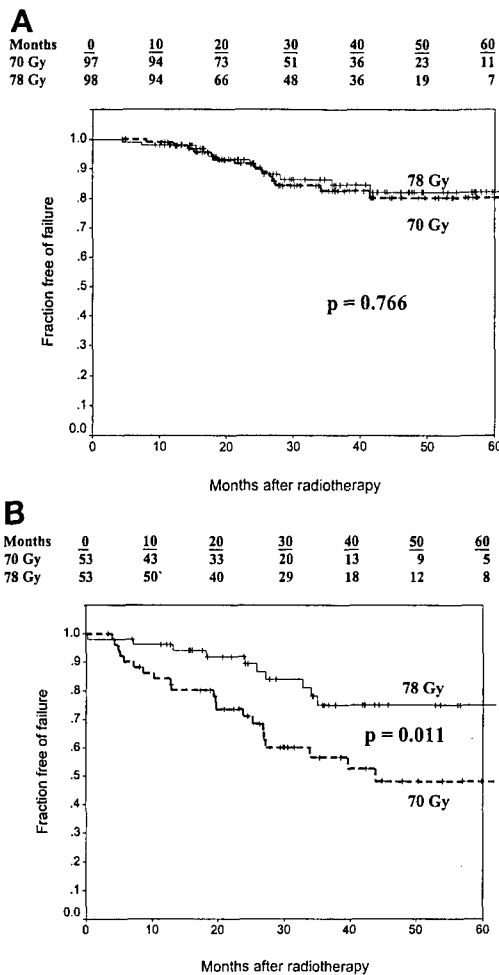 A
Months 0 10 20 30 40 50 60
70 Gy 97 94 73 51 36 23 11
78 Gy 98 94 66 48 36 19 7
1.0
.9
.8
.7
.6
.5
.4
.3
.2
.1
0.0
Fraction free of failure
78 Gy
70 Gy
p = 0.766
0 10 20 30 40 50 60
Months after radiotherapy
B
Months 0 10 20 30 40 50 60
70 Gy 53 43 33 20 13 9 5
78 Gy 53 50 40 29 18 12 8
1.0
.9
.8
.7
.6
.5
.4
.3
.2
.1
0.0
Fraction free of failure
78 Gy
p = 0.011
70 Gy
0 10 20 30 40 50 60
Months after radiotherapy